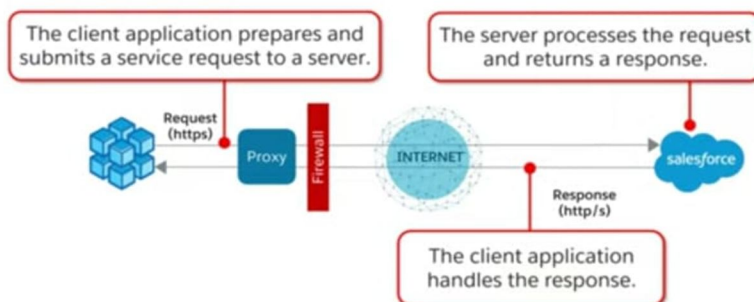 The client application prepares and
submits a service request to a server.
The server processes the request
and returns a response.
Request
(https)
Proxy
Firewall
INTERNET
salesforce
Response
(http/s)
The client application
handles the response.